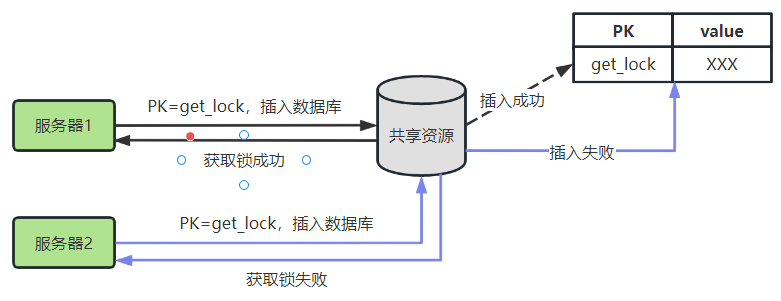 PK value
get_lock XXX
PK=get_lock，插入数据库
插入成功
服务器1
共享资源
获取锁成功
插入失败
PK=get_lock，插入数据库
服务器2
获取锁失败